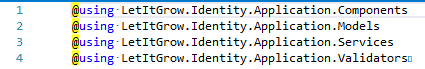 1 @using LetItGrow.Identity.Application.Components
2 @using LetItGrow.Identity.Application.Models
3 @using LetItGrow.Identity.Application.Services
4 @using LetItGrow.Identity.Application.Validators